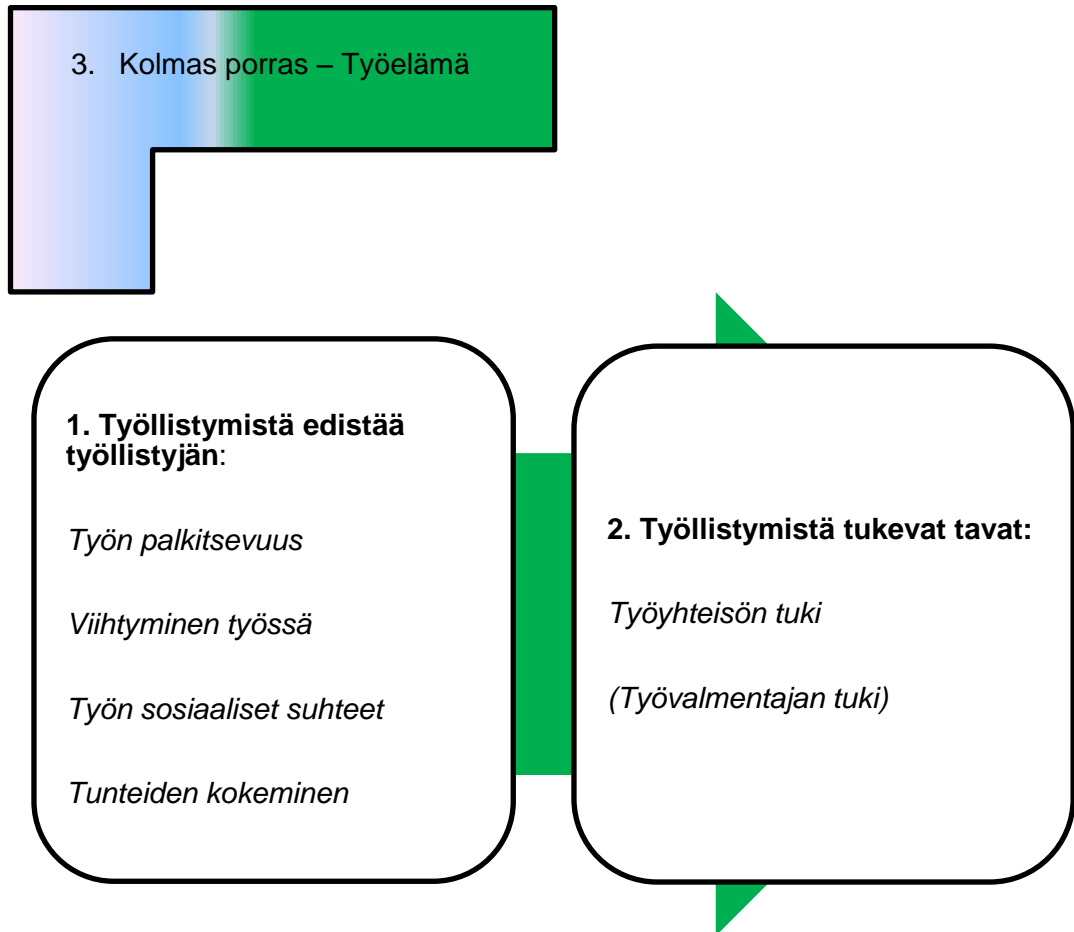 3. Kolmas porras – Työelämä
1. Työllistymistä edistää
työllistyjän:
Työn palkitsevuus
Viihtyminen työssä
Työn sosiaaliset suhteet
Tunteiden kokeminen
2. Työllistymistä tukevat tavat:
Työyhteisön tuki
(Työvalmentajan tuki)